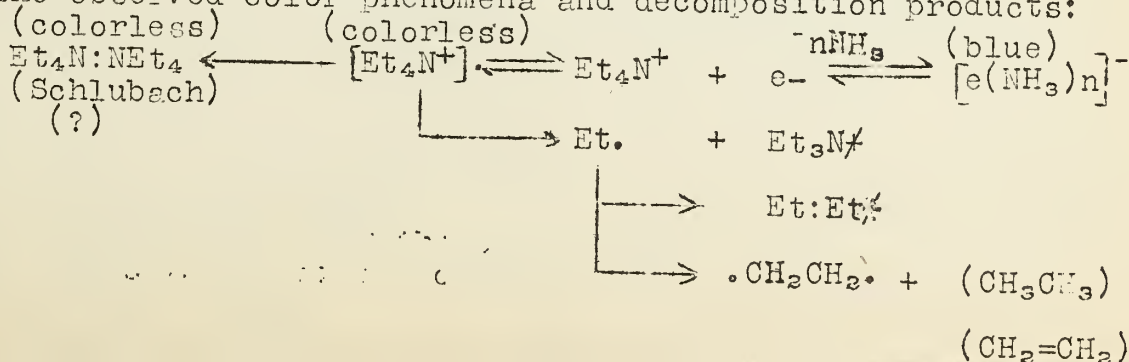 the observed color phenomena and decomposition products:
(colorless) (colorless) nNH₃ (blue)
Et₄N:NEt₄ ← [Et₄N⁺]· ⇌ Et₄N⁺ + e- ⇌ [e(NH₃)n]⁻
(Schlubach)
(?)
→ Et. + Et₃N
→ Et:Et
→ .CH₂CH₂. + (CH₃CH₃)
(CH₂=CH₂)